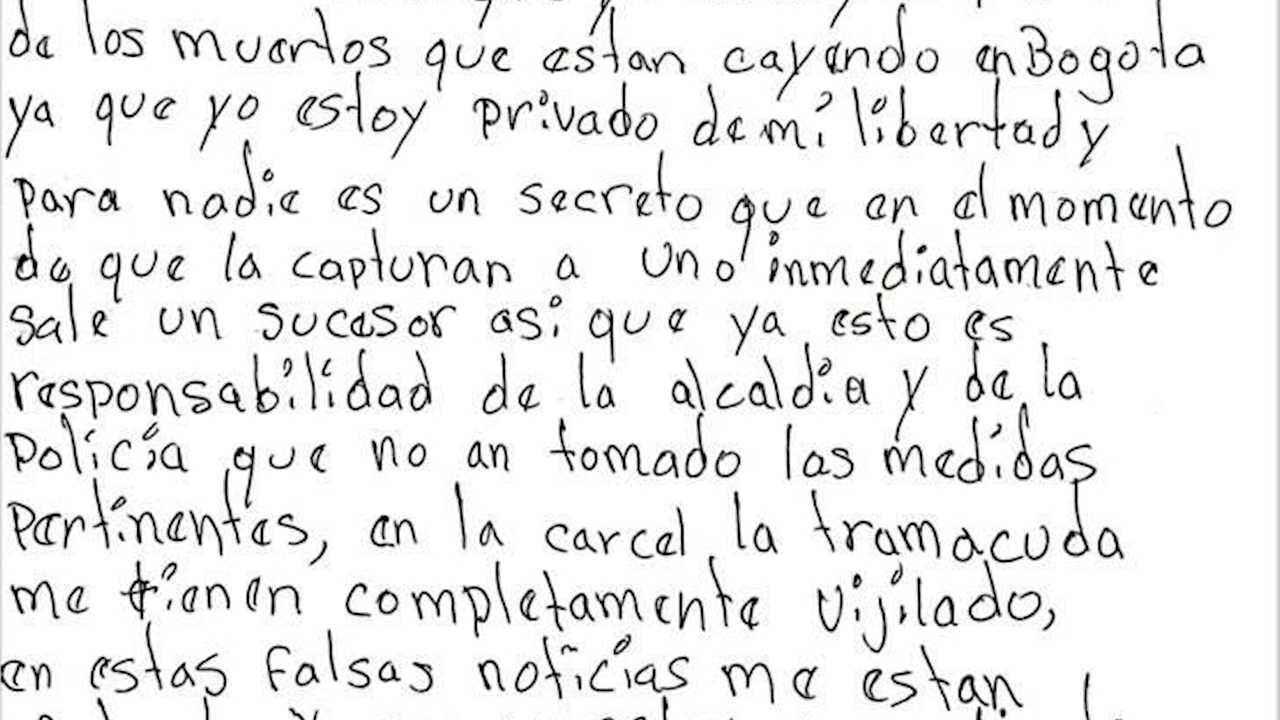 de los muertos que estan cayendo en Bogota
ya que yo estoy privado de mi libertad y
para nadie es un secreto que en el momento
de que la capturan a uno inmediatamente
sale un sucesor asi que ya esto es
responsabilidad de la alcaldia y de la
Policía que no an tomado las medidas
Pertinentes, en la carcel la tramacuda
me tienen completamente vijilado,
en estas falsas noticias me estan